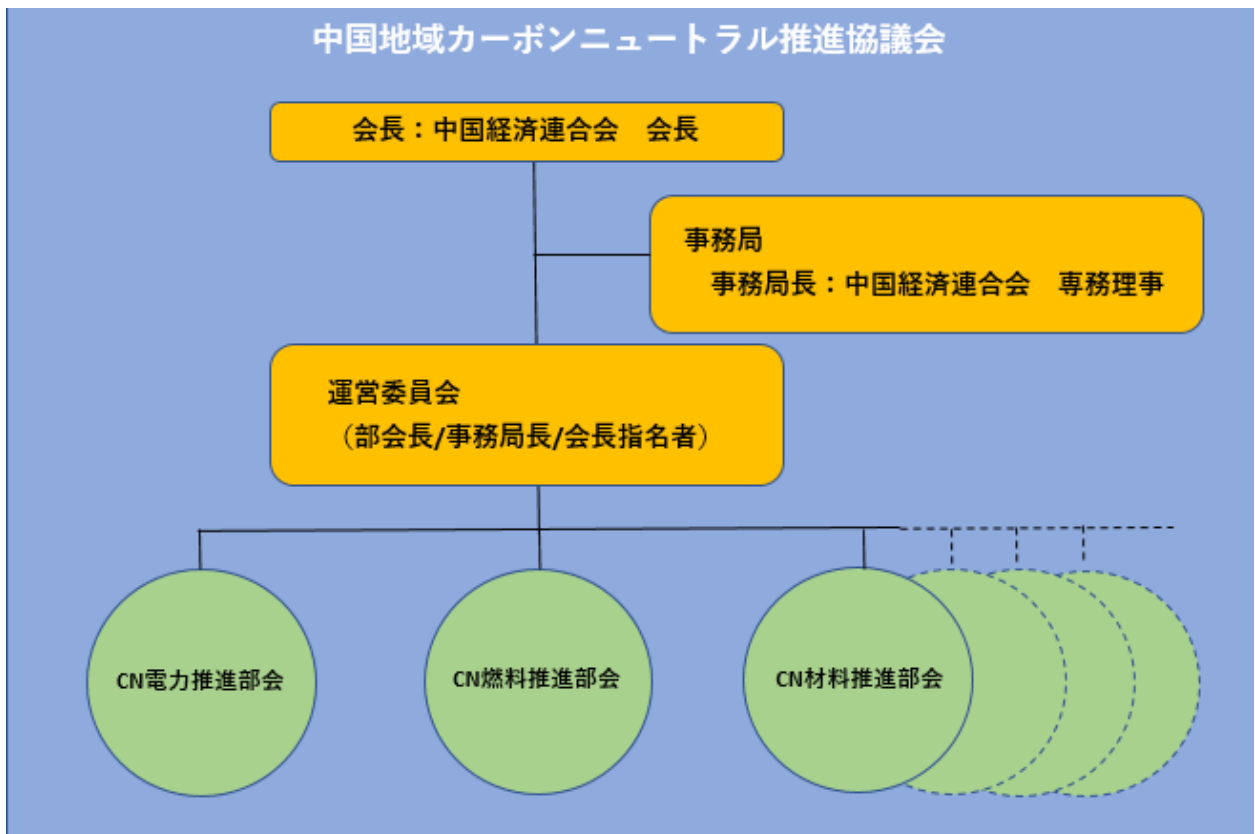 中国地域カーボンニュートラル推進協議会
会長：中国経済連合会　会長
事務局
事務局長：中国経済連合会　専務理事
運営委員会
（部会長/事務局長/会長指名者）
CN電力推進部会
CN燃料推進部会
CN材料推進部会